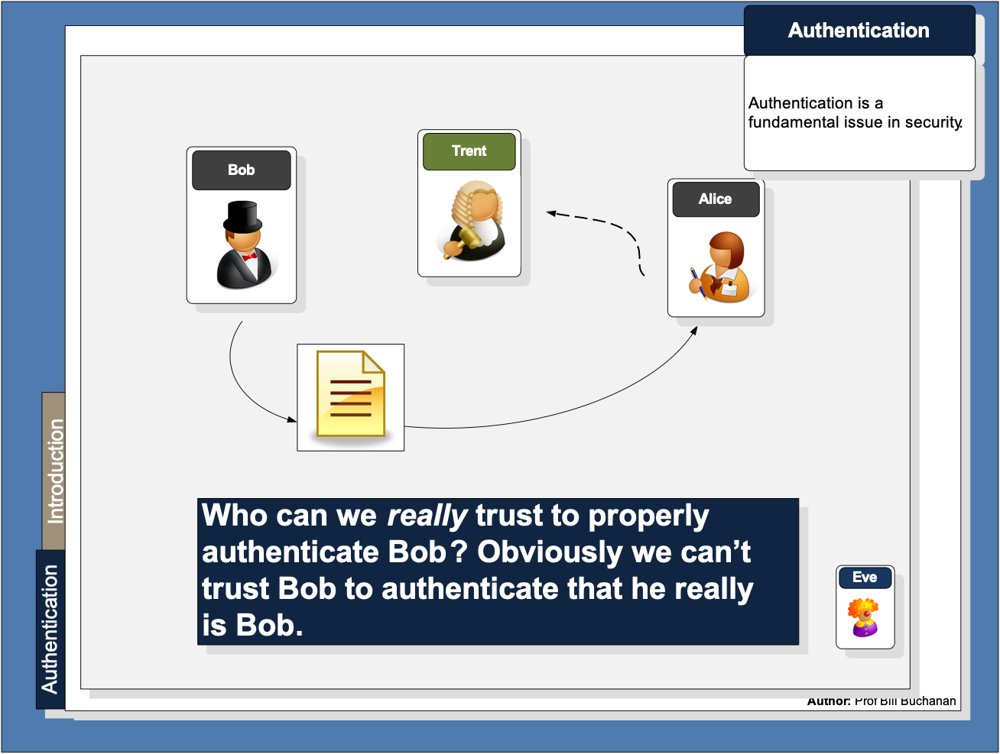 Authentication
Authentication is a
fundamental issue in security.
Bob
Trent
Alice
Who can we really trust to properly
authenticate Bob? Obviously we can't
trust Bob to authenticate that he really
is Bob.
Eve
Introduction
Authentication
Author: Prof Bill Buchanan